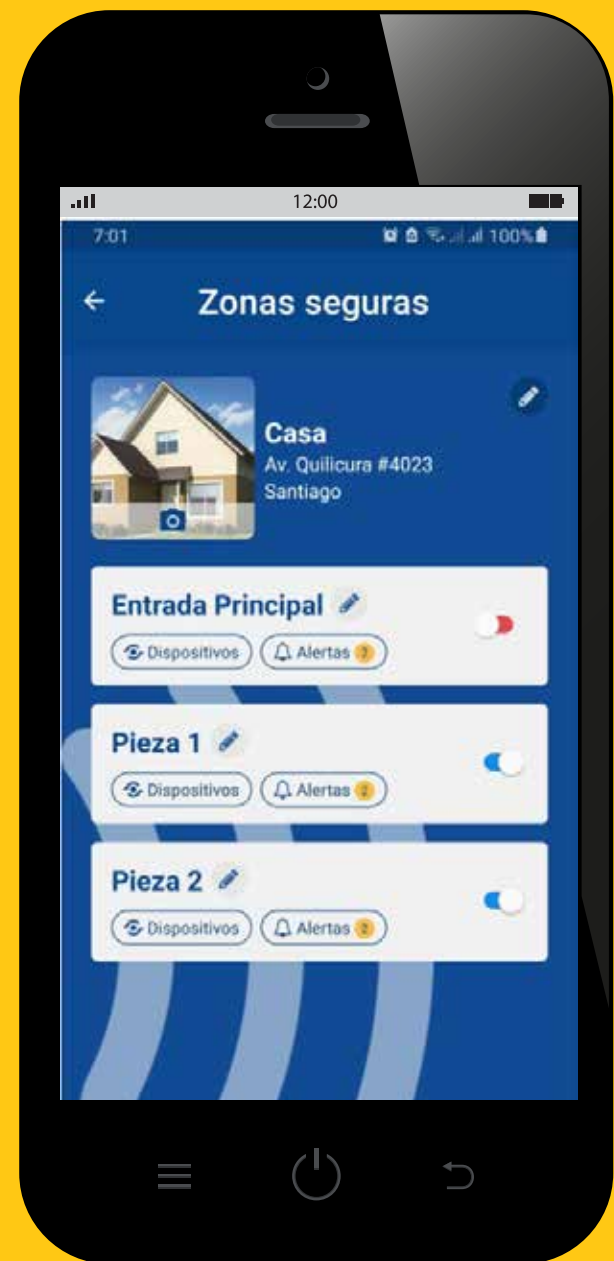 12:00
7:01
100%
Zonas seguras
Casa
Av. Quilicura #4023
Santiago
Entrada Principal
Dispositivos Alertas
Pieza 1
Dispositivos Alertas 2
Pieza 2
Dispositivos Alertas 2